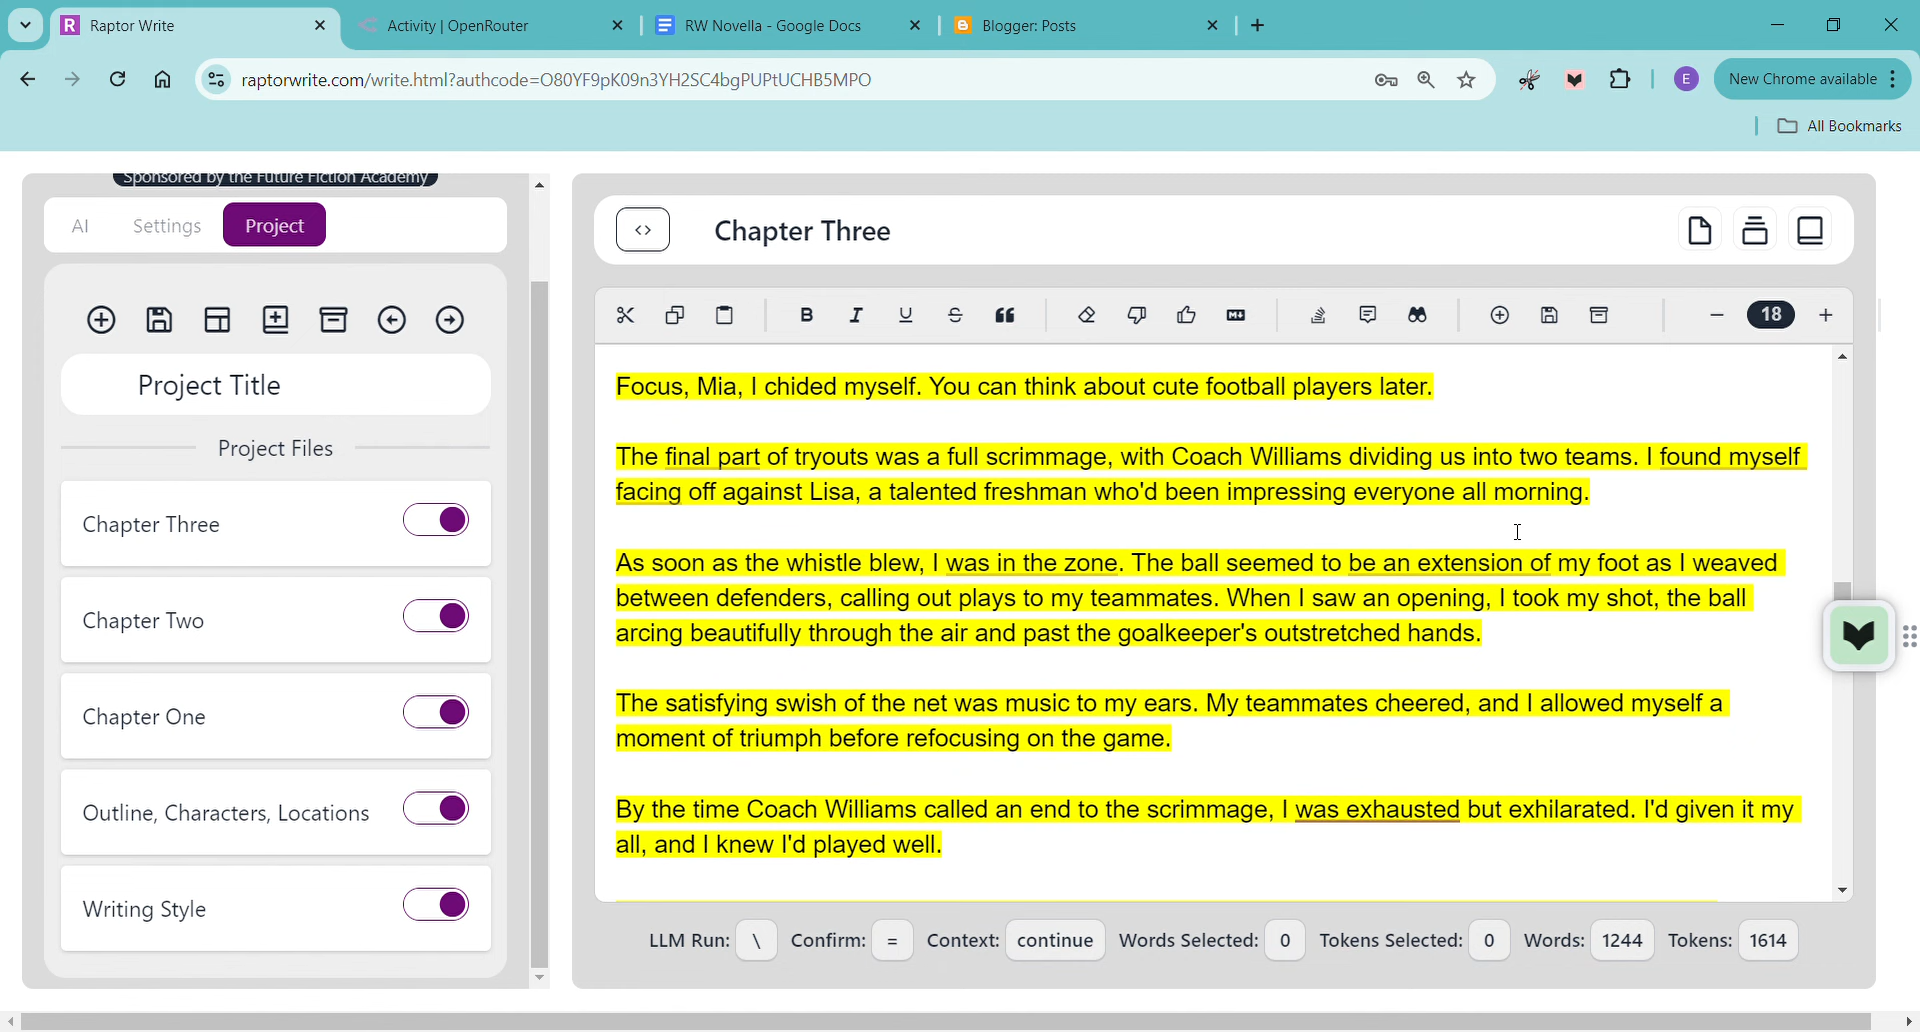 Raptor Write
Activity | OpenRouter
RW Novella - Google Docs
Blogger: Posts
raptorwrite.com/write.html?authcode=O80YF9pK09n3YH2SC4bgPUPtUCHB5MPO
E
New Chrome available
All Bookmarks
Sponsored by the Future Fiction Academy
AI
Settings
Project
Project Title
Project Files
Chapter Three
Chapter Two
Chapter One
Outline, Characters, Locations
Writing Style
<> Chapter Three
B I U S 18
Focus, Mia, I chided myself. You can think about cute football players later.
The final part of tryouts was a full scrimmage, with Coach Williams dividing us into two teams. I found myself
facing off against Lisa, a talented freshman who'd been impressing everyone all morning.
As soon as the whistle blew, I was in the zone. The ball seemed to be an extension of my foot as I weaved
between defenders, calling out plays to my teammates. When I saw an opening, I took my shot, the ball
arcing beautifully through the air and past the goalkeeper's outstretched hands.
The satisfying swish of the net was music to my ears. My teammates cheered, and I allowed myself a
moment of triumph before refocusing on the game.
By the time Coach Williams called an end to the scrimmage, I was exhausted but exhilarated. I'd given it my
all, and I knew I'd played well.
LLM Run: \ Confirm: = Context: continue Words Selected: 0 Tokens Selected: 0 Words: 1244 Tokens: 1614